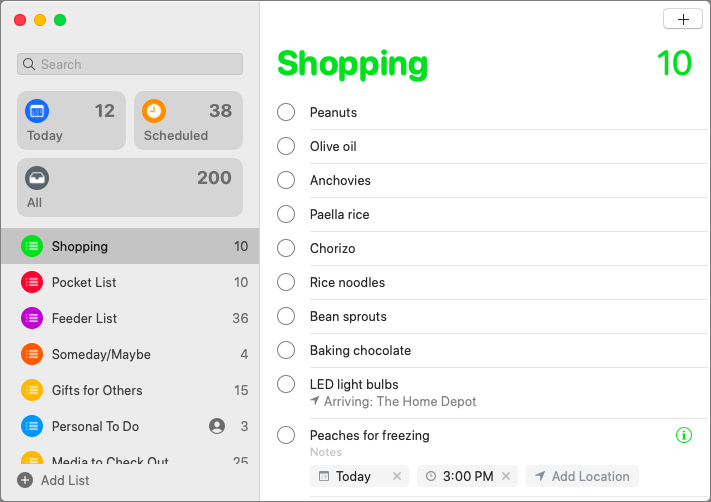 Search
12
Today
38
Scheduled
200
All
Shopping 10
Pocket List 10
Feeder List 36
Someday/Maybe 4
Gifts for Others 15
Personal To Do 3
Media to Check Out 25
Add List
Shopping 10
Peanuts
Olive oil
Anchovies
Paella rice
Chorizo
Rice noodles
Bean sprouts
Baking chocolate
LED light bulbs
Arriving: The Home Depot
Peaches for freezing
Notes
Today 3:00 PM Add Location